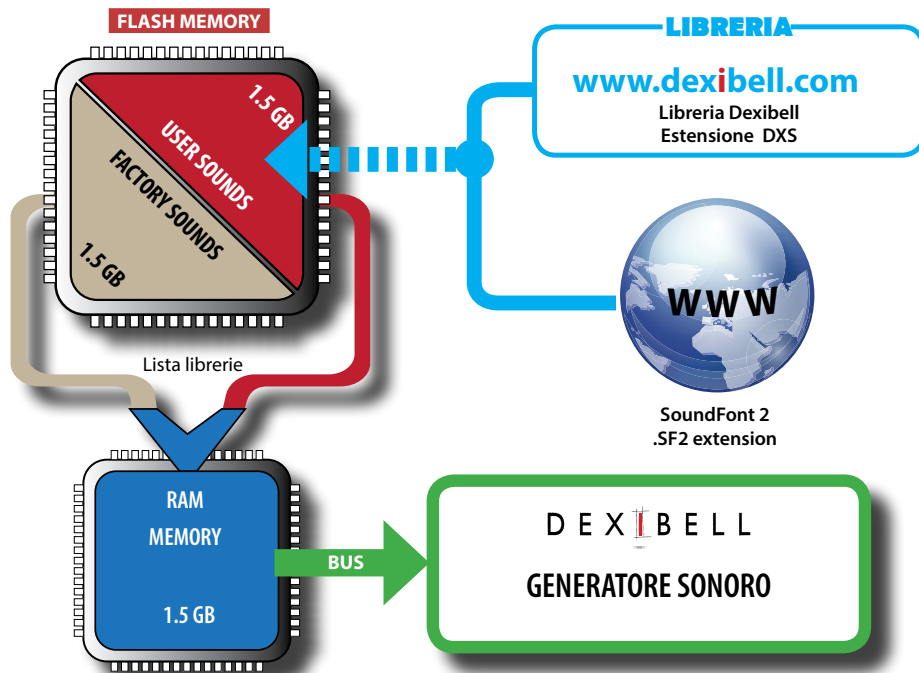 FLASH MEMORY
1.5 GB
USER SOUNDS
FACTORY SOUNDS
1.5 GB
LIBRERIA
www.dexibell.com
Libreria Dexibell
Estensione DXS
WWW
SoundFont 2
.SF2 extension
Lista librerie
RAM
MEMORY
1.5 GB
BUS
DEXIBELL
GENERATORE SONORO